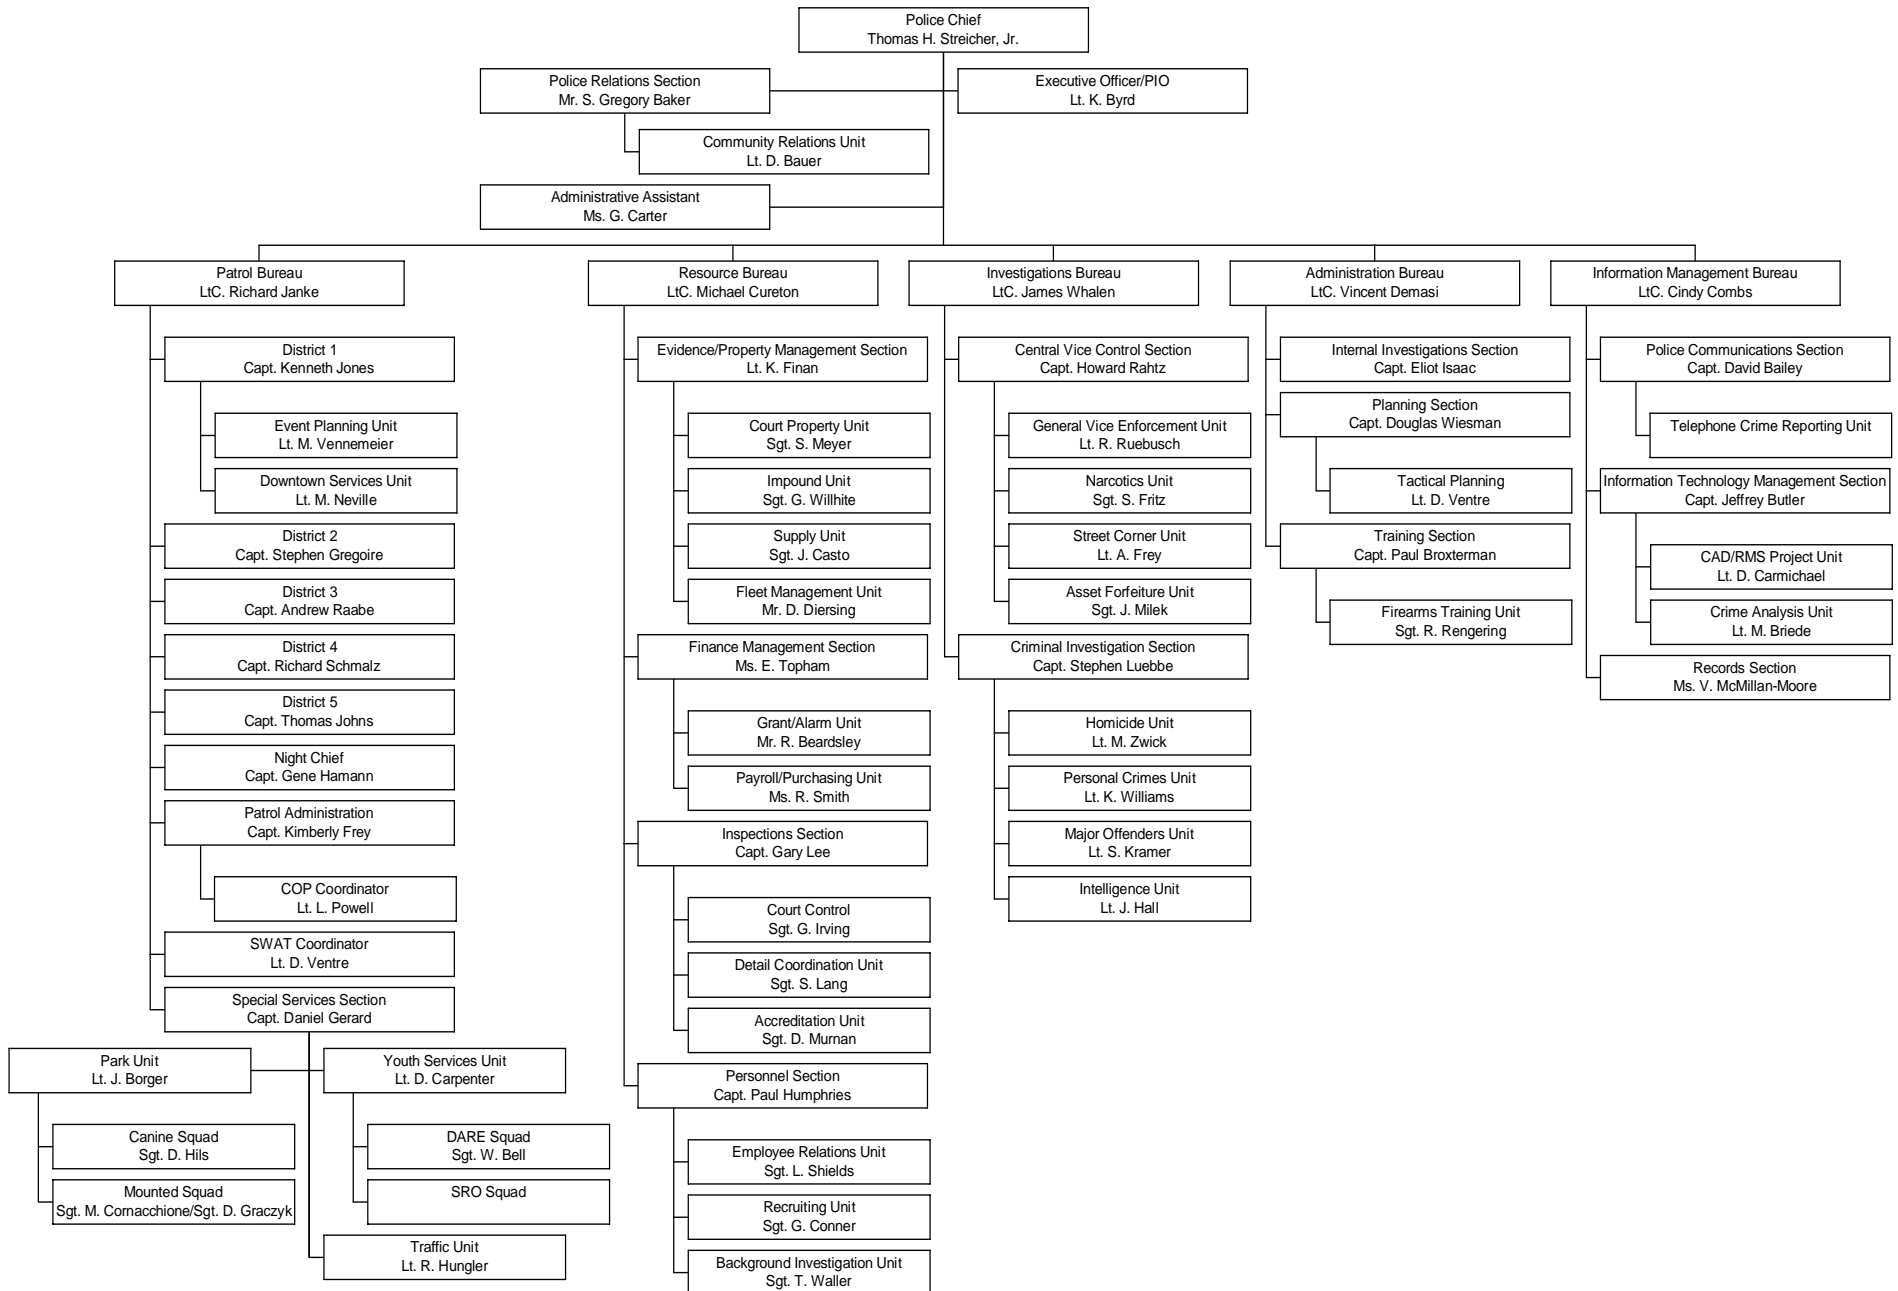 Police Chief
Thomas H. Streicher, Jr.
Police Relations Section
Mr. S. Gregory Baker
Executive Officer/PIO
Lt. K. Byrd
Community Relations Unit
Lt. D. Bauer
Administrative Assistant
Ms. G. Carter
Patrol Bureau
LtC. Richard Janke
District 1
Capt. Kenneth Jones
Event Planning Unit
Lt. M. Vennemeier
Downtown Services Unit
Lt. M. Neville
District 2
Capt. Stephen Gregoire
District 3
Capt. Andrew Raabe
District 4
Capt. Richard Schmalz
District 5
Capt. Thomas Johns
Night Chief
Capt. Gene Hamann
Patrol Administration
Capt. Kimberly Frey
COP Coordinator
Lt. L. Powell
SWAT Coordinator
Lt. D. Ventre
Special Services Section
Capt. Daniel Gerard
Park Unit
Lt. J. Borger
Canine Squad
Sgt. D. Hils
Mounted Squad
Sgt. M. Cornacchione/Sgt. D. Graczyk
Youth Services Unit
Lt. D. Carpenter
DARE Squad
Sgt. W. Bell
SRO Squad
Traffic Unit
Lt. R. Hungler
Resource Bureau
LtC. Michael Cureton
Evidence/Property Management Section
Lt. K. Finan
Court Property Unit
Sgt. S. Meyer
Impound Unit
Sgt. G. Willhite
Supply Unit
Sgt. J. Casto
Fleet Management Unit
Mr. D. Diersing
Finance Management Section
Ms. E. Topham
Grant/Alarm Unit
Mr. R. Beardsley
Payroll/Purchasing Unit
Ms. R. Smith
Inspections Section
Capt. Gary Lee
Court Control
Sgt. G. Irving
Detail Coordination Unit
Sgt. S. Lang
Accreditation Unit
Sgt. D. Murnan
Personnel Section
Capt. Paul Humphries
Employee Relations Unit
Sgt. L. Shields
Recruiting Unit
Sgt. G. Conner
Background Investigation Unit
Sgt. T. Waller
Investigations Bureau
LtC. James Whalen
Central Vice Control Section
Capt. Howard Rahtz
General Vice Enforcement Unit
Lt. R. Ruebusch
Narcotics Unit
Sgt. S. Fritz
Street Corner Unit
Lt. A. Frey
Asset Forfeiture Unit
Sgt. J. Milek
Criminal Investigation Section
Capt. Stephen Luebbe
Homicide Unit
Lt. M. Zwick
Personal Crimes Unit
Lt. K. Williams
Major Offenders Unit
Lt. S. Kramer
Intelligence Unit
Lt. J. Hall
Administration Bureau
LtC. Vincent Demasi
Internal Investigations Section
Capt. Eliot Isaac
Planning Section
Capt. Douglas Wiesman
Tactical Planning
Lt. D. Ventre
Training Section
Capt. Paul Broxterman
Firearms Training Unit
Sgt. R. Rengering
Information Management Bureau
LtC. Cindy Combs
Police Communications Section
Capt. David Bailey
Telephone Crime Reporting Unit
Information Technology Management Section
Capt. Jeffrey Butler
CAD/RMS Project Unit
Lt. D. Carmichael
Crime Analysis Unit
Lt. M. Briede
Records Section
Ms. V. McMillan-Moore